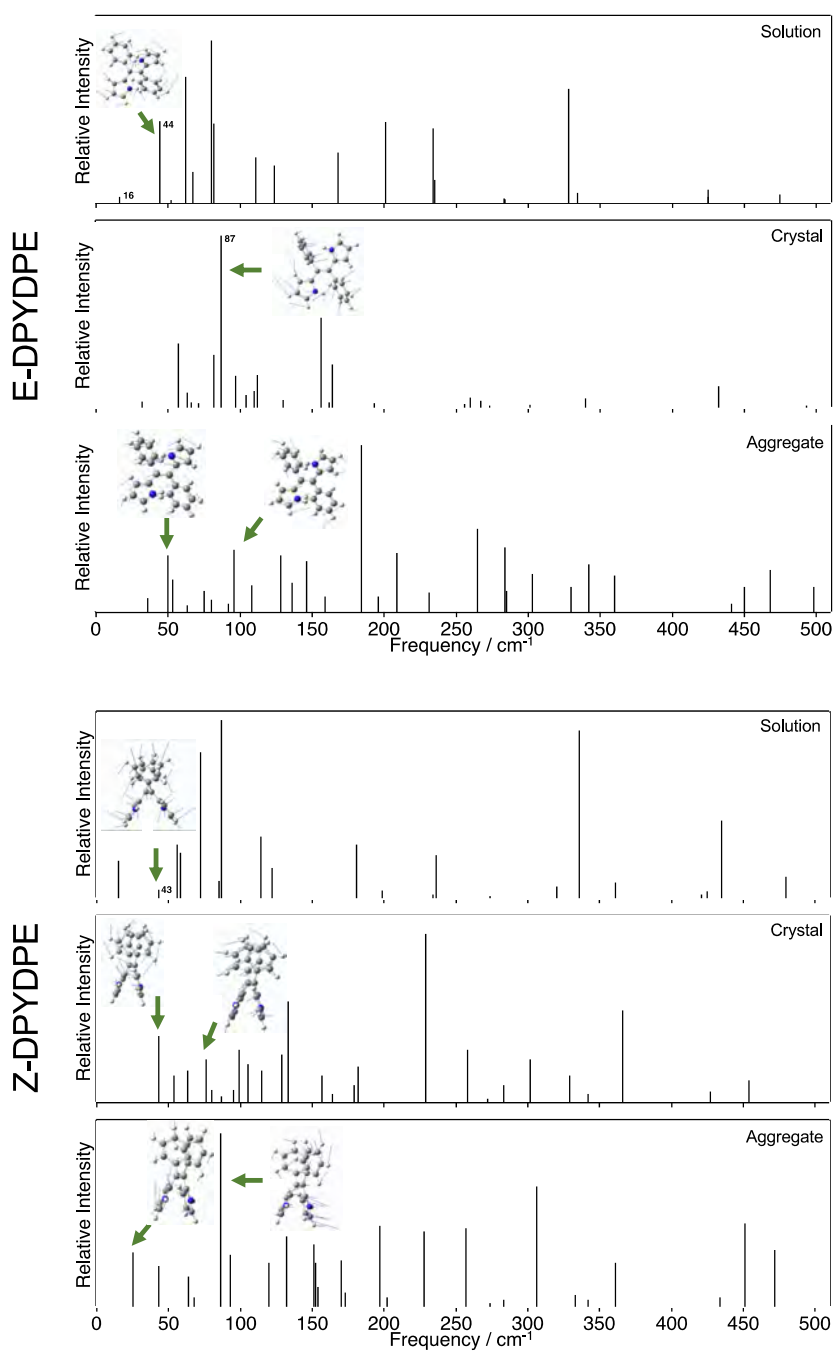 Solution
Relative Intensity
44
16
E-DPYDPE
Crystal
Relative Intensity
87
Aggregate
Relative Intensity
0 50 100 150 200 250 300 350 400 450 500
Frequency / cm⁻¹
Solution
Relative Intensity
43
Z-DPYDPE
Crystal
Relative Intensity
Aggregate
Relative Intensity
0 50 100 150 200 250 300 350 400 450 500
Frequency / cm⁻¹